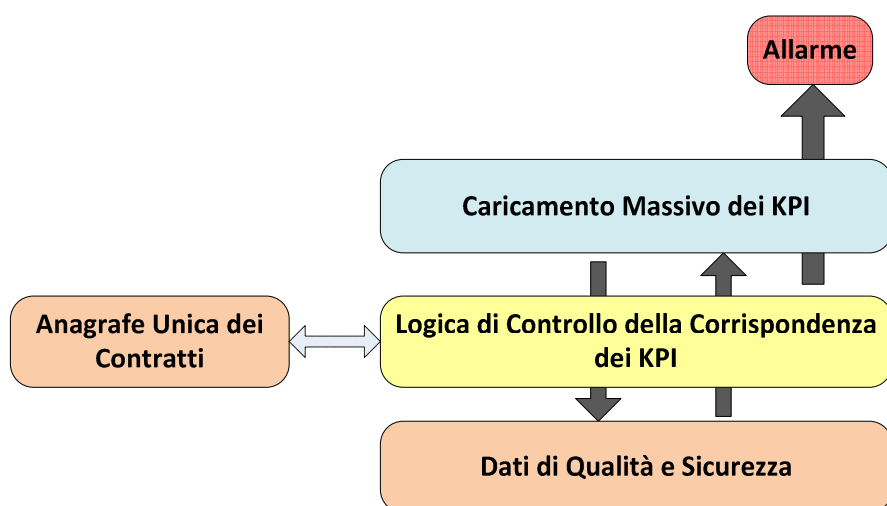 Allarme
Caricamento Massivo dei KPI
Anagrafe Unica dei
Contratti
Logica di Controllo della Corrispondenza
dei KPI
Dati di Qualità e Sicurezza